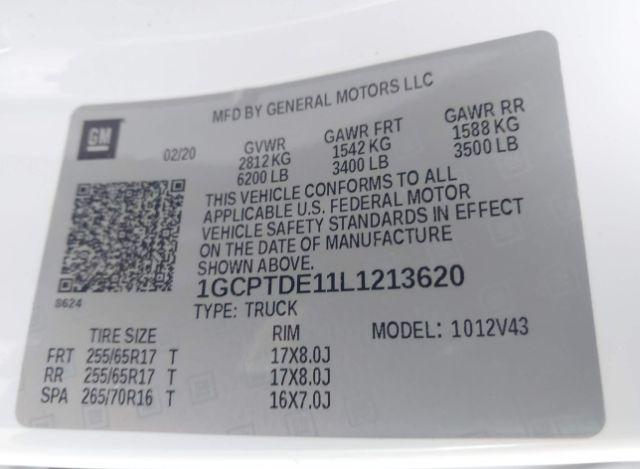 MFD BY GENERAL MOTORS LLC
GM
02/20
GVWR GAWR FRT GAWR RR
2812 KG 1542 KG 1588 KG
6200 LB 3400 LB 3500 LB
THIS VEHICLE CONFORMS TO ALL
APPLICABLE U.S. FEDERAL MOTOR
VEHICLE SAFETY STANDARDS IN EFFECT
ON THE DATE OF MANUFACTURE
SHOWN ABOVE.
8624
1GCPTDE11L1213620
TYPE: TRUCK
TIRE SIZE RIM MODEL: 1012V43
FRT 255/65R17 T 17X8.0J
RR 255/65R17 T 17X8.0J
SPA 265/70R16 T 16X7.0J